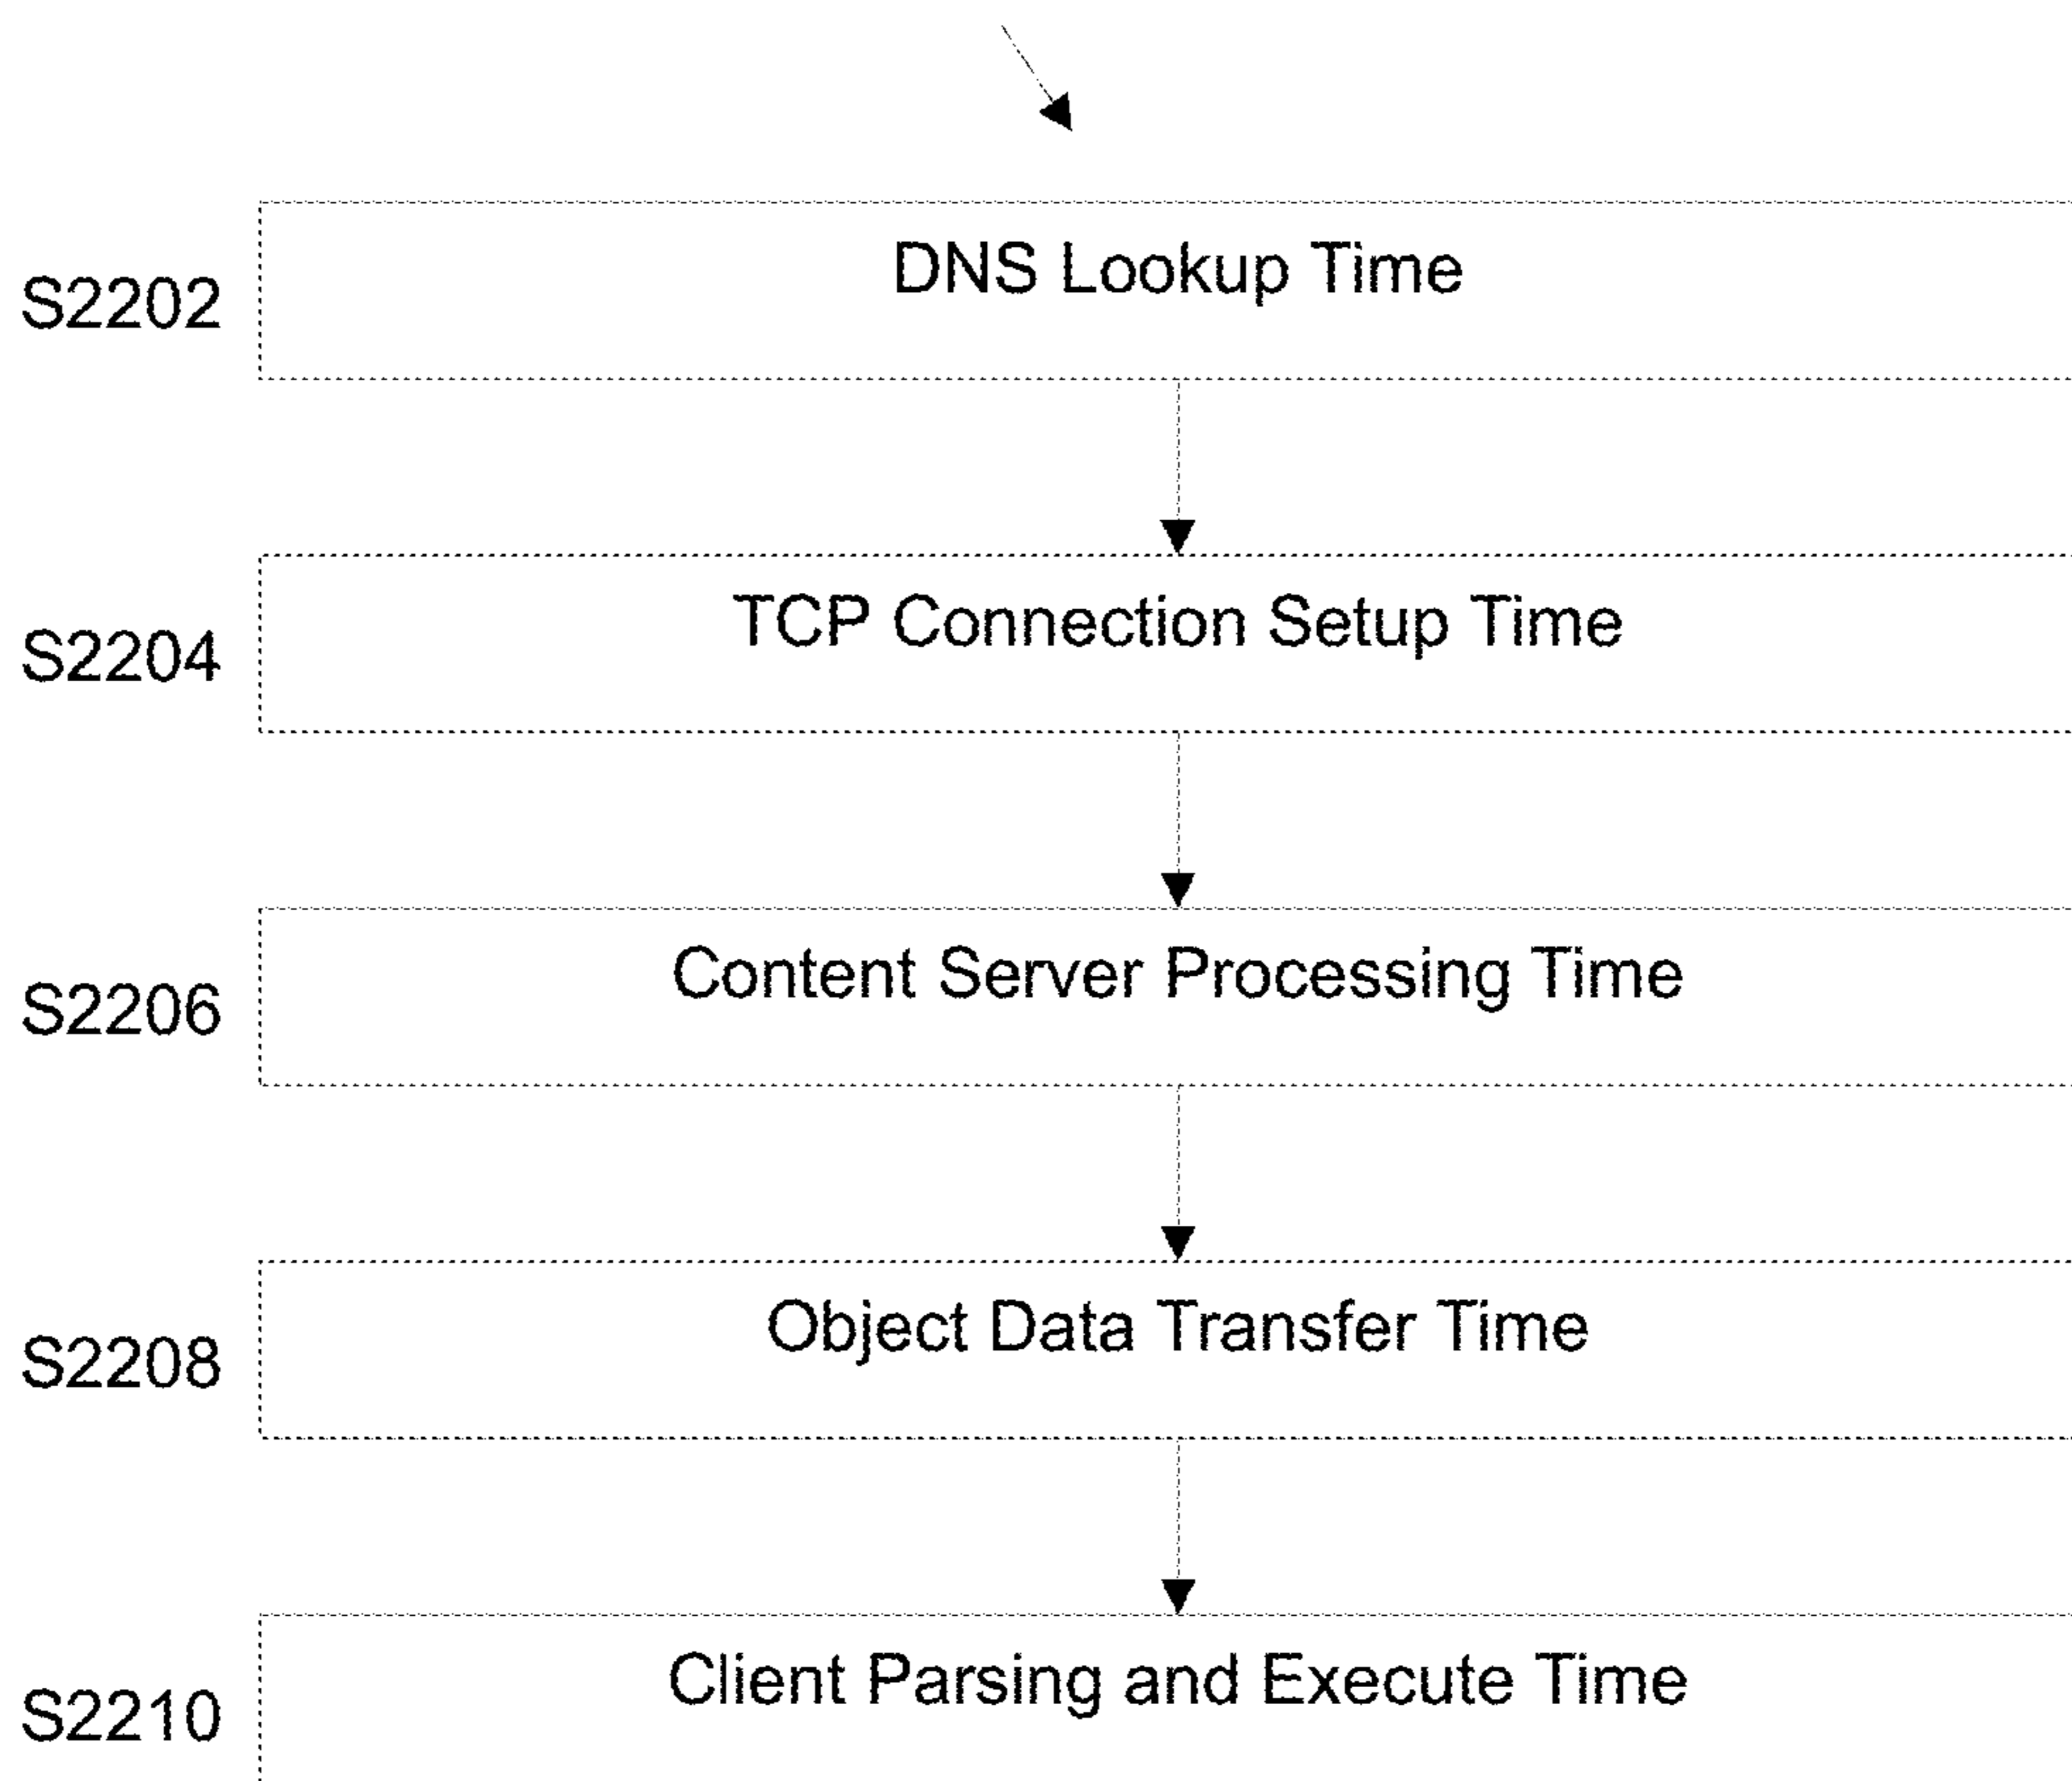 DNS Lookup Time
S2202
TCP Connection Setup Time
S2204
Content Server Processing Time
S2206
Object Data Transfer Time
S2208
Client Parsing and Execute Time
S2210